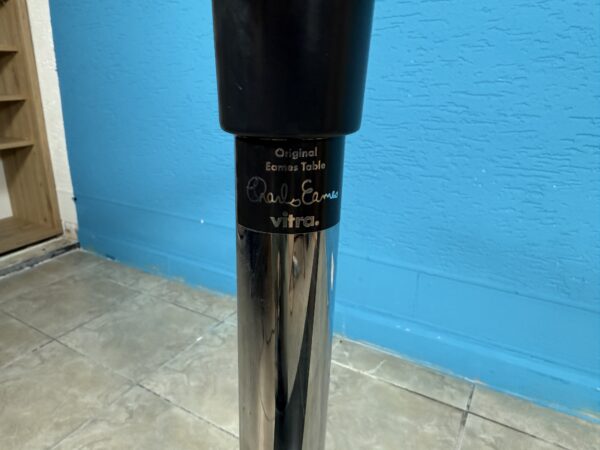 Original
Eames Table
Charles Eames
vitra.